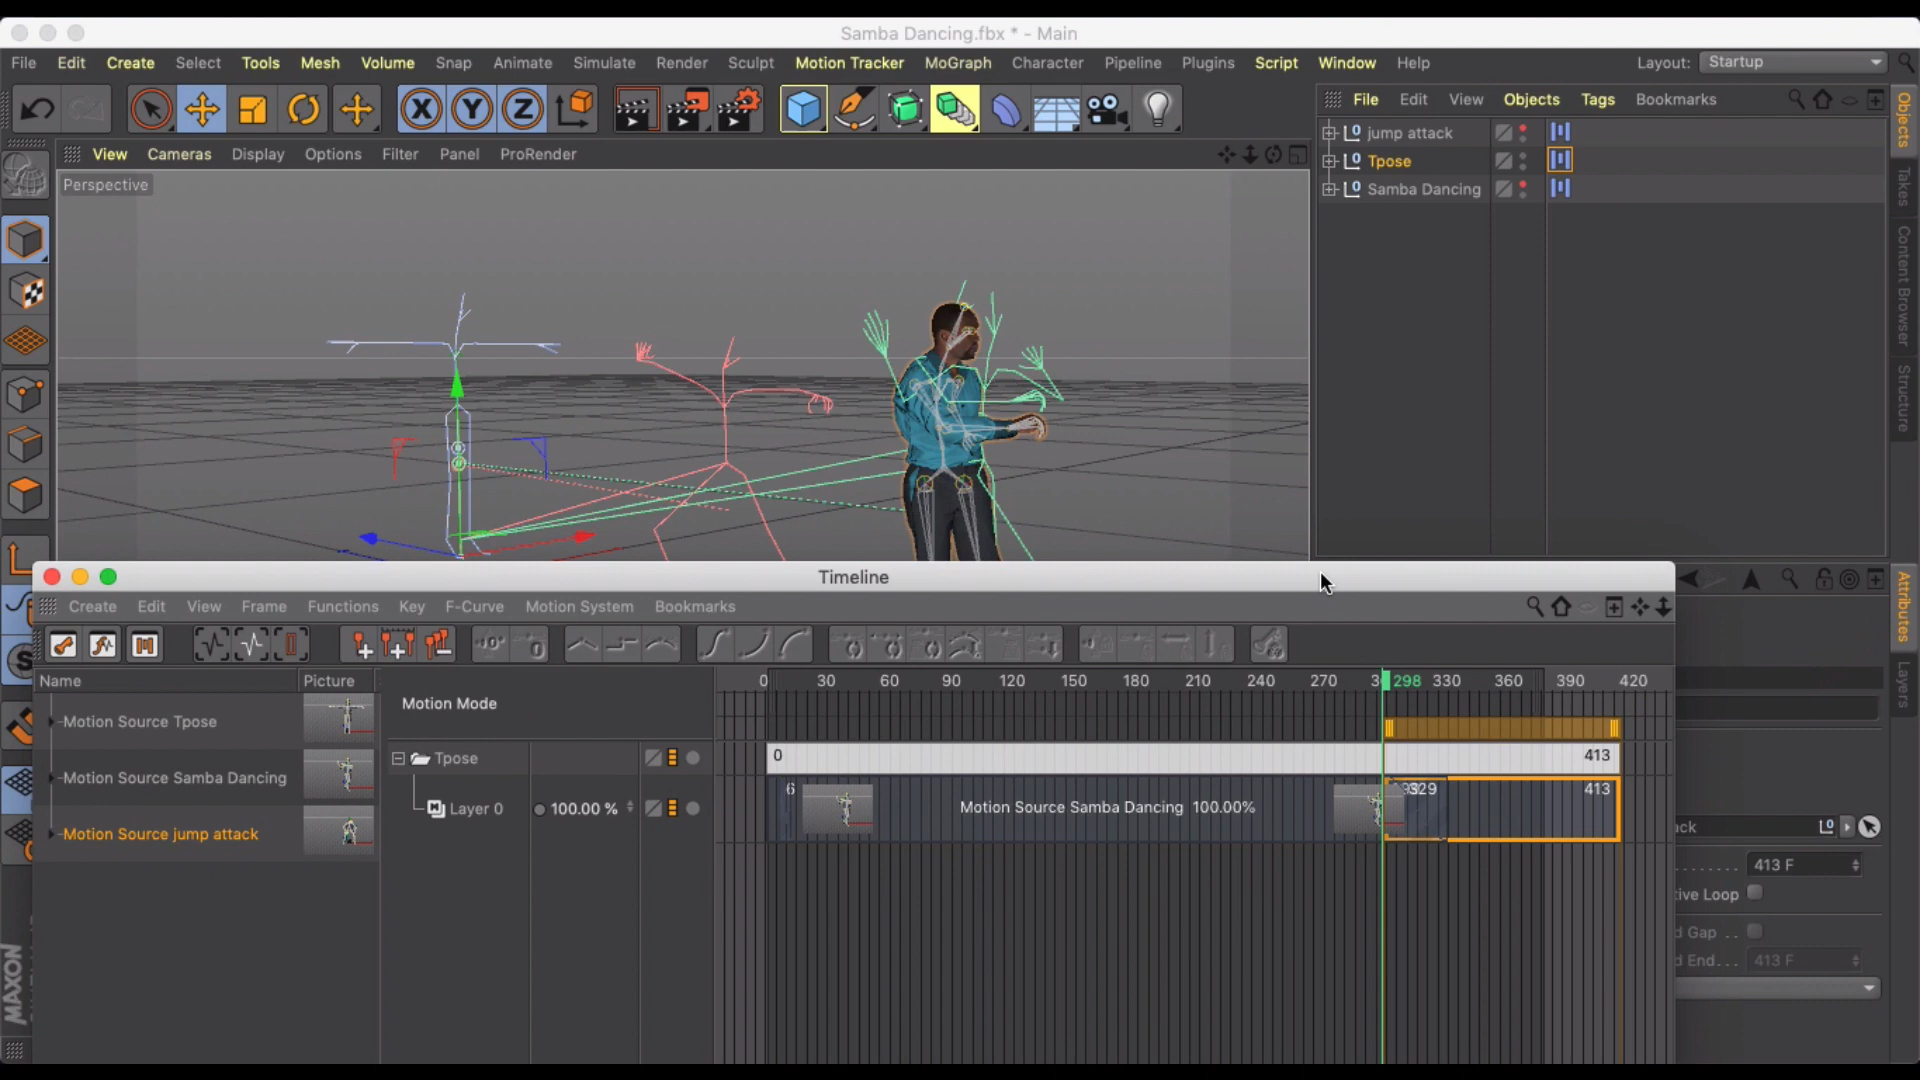 Samba Dancing.fbx * - Main
File Edit Create Select Tools Mesh Volume Snap Animate Simulate Render Sculpt Motion Tracker MoGraph Character Pipeline Plugins Script Window Help Layout: Startup
File Edit View Objects Tags Bookmarks
View Cameras Display Options Filter Panel ProRender
Perspective
jump attack
Tpose
Samba Dancing
Objects
Takes
Content Browser
Structure
Attributes
Layers
Timeline
Create Edit View Frame Functions Key F-Curve Motion System Bookmarks
Name Picture
0 30 60 90 120 150 180 210 240 270 298 330 360 390 420
Motion Mode
Motion Source Tpose
Tpose
0 413
Motion Source Samba Dancing
Layer 0 100.00 %
6 Motion Source Samba Dancing 100.00% 413
Motion Source jump attack
ack
413 F
tive Loop
d Gap ..
d End... 413 F
MAXON